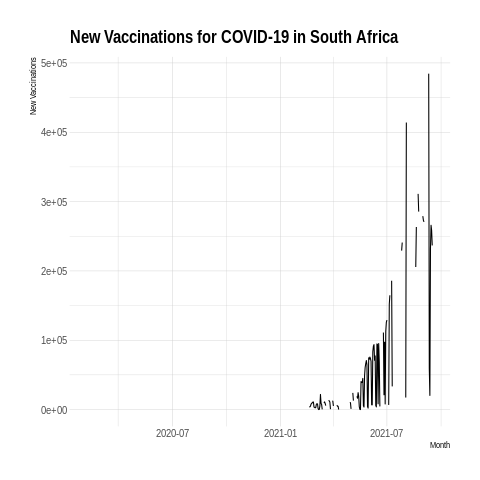 New Vaccinations for COVID-19 in South Africa
New Vaccinations
5e+05
4e+05
3e+05
2e+05
1e+05
0e+00
2020-07 2021-01 2021-07
Month